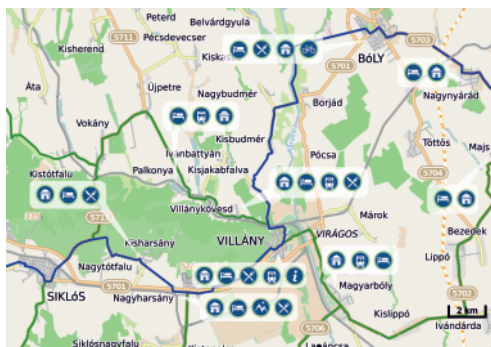 Peterd
Belvárdgyula
5711
Pécsdevecser
5703
Kisherend
BóLY
5701
Áta
Újpetre
Nagybudmér
Nagynyárád
Borjád
Vokány
Kisbudmér
Töttös
Ivánbattyán
Pócsa
Majs
Kistótfalu
Palkonya
Kisjakabfalva
5704
Villánykövesd
Márok
VIRÁGOS
Bezedek
Kisharsány
VILLÁNY
Nagytótfalu
Lippó
5701
Magyarbóly
SIKLóS
Nagyharsány
5702
2 km
Kislippó
5706
Ivándárda
Siklósnagyfalu